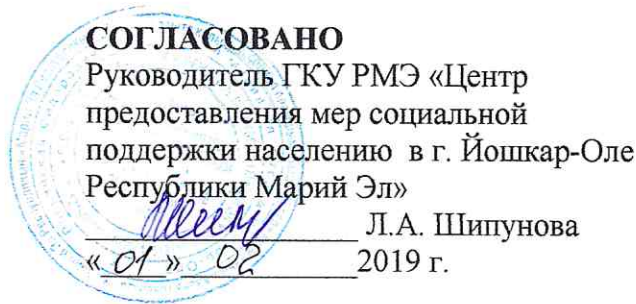 СОГЛАСОВАНО
Руководитель ГКУ РМЭ «Центр
предоставления мер социальной
поддержки населению в г. Йошкар-Оле
Республики Марий Эл»
Л.А. Шипунова
«01» 02 2019 г.